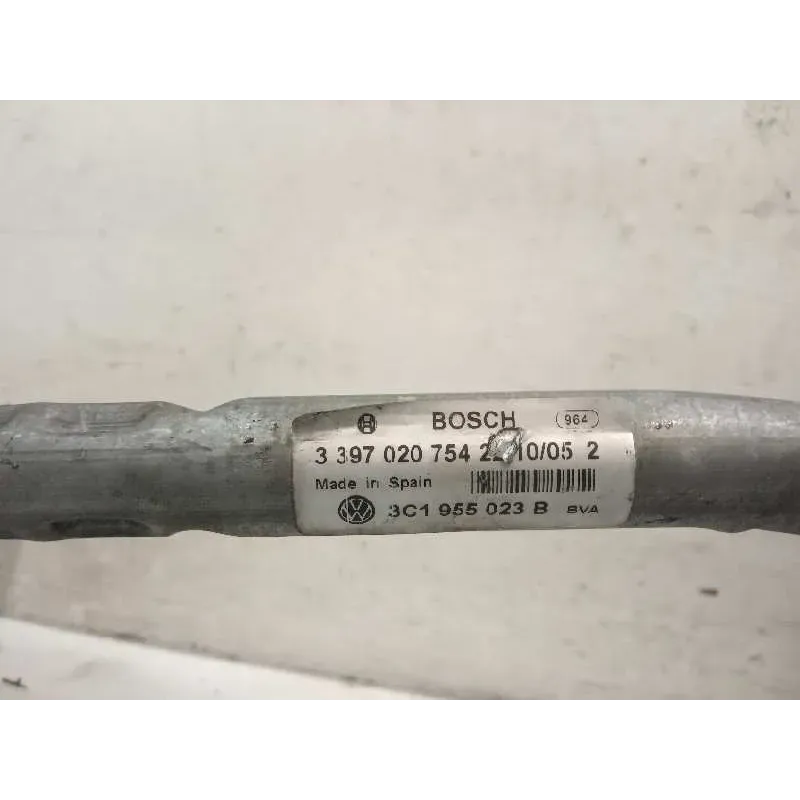 BOSCH 964
3 397 020 754 10/05 2
Made in Spain
3C1 955 023 B BVA